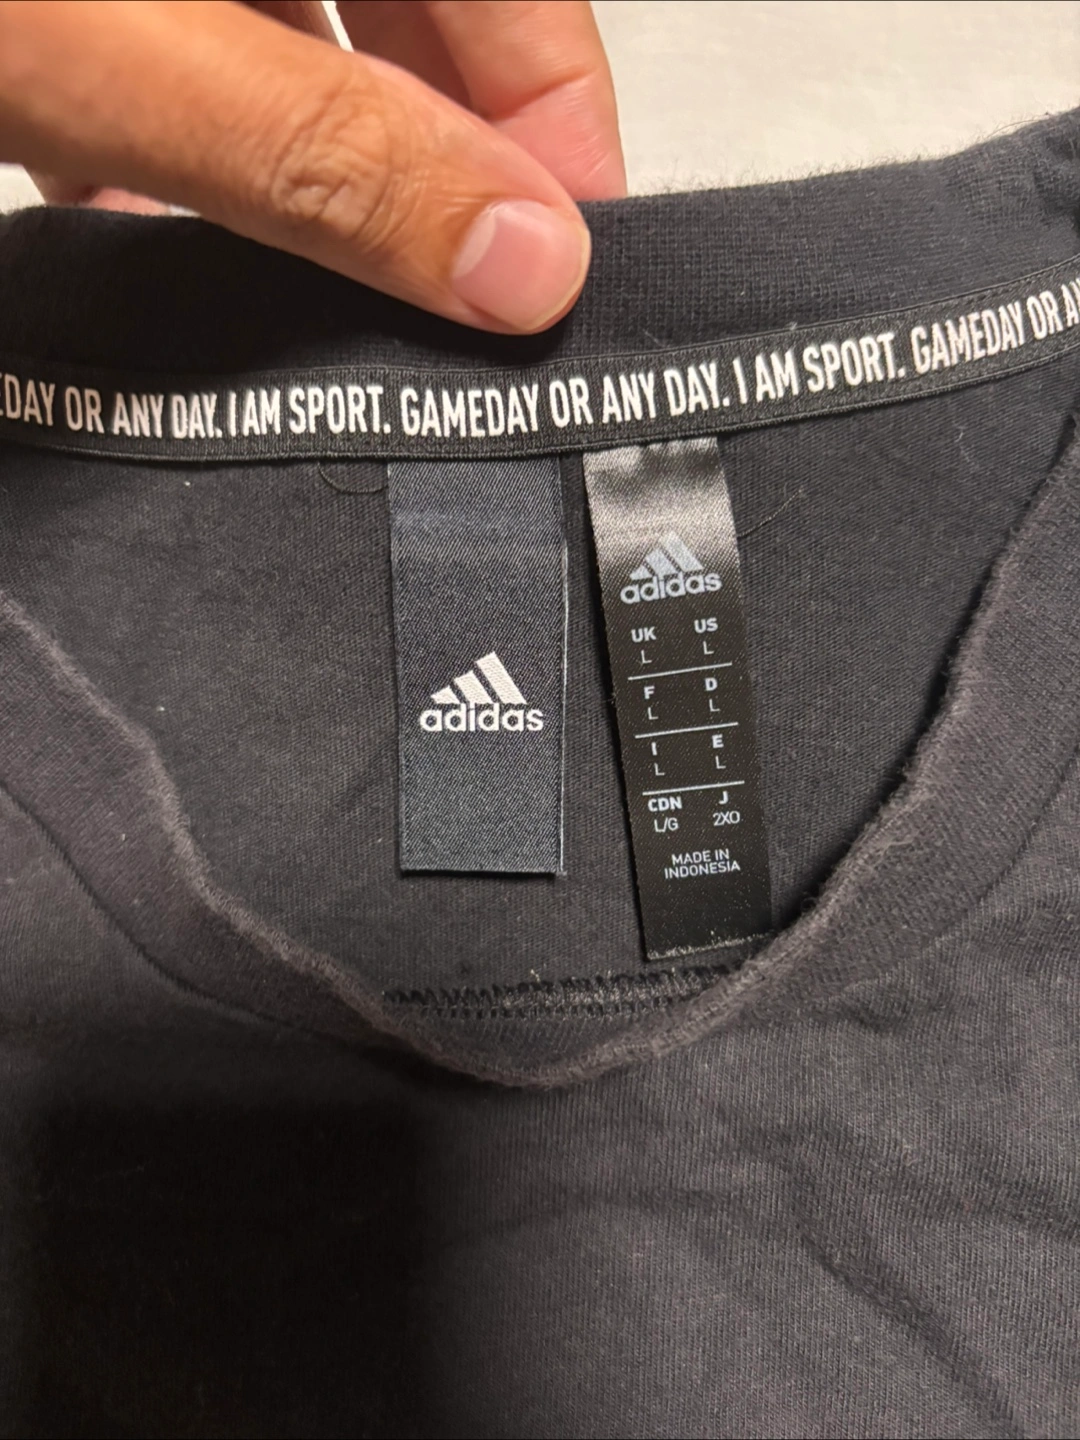 DAY OR ANY DAY. I AM SPORT. GAMEDAY OR ANY DAY. I AM SPORT. GAMEDAY OR
adidas
adidas
UK US
L L
F D
L L
I E
L L
CDN J
L/G 2XO
MADE IN
INDONESIA